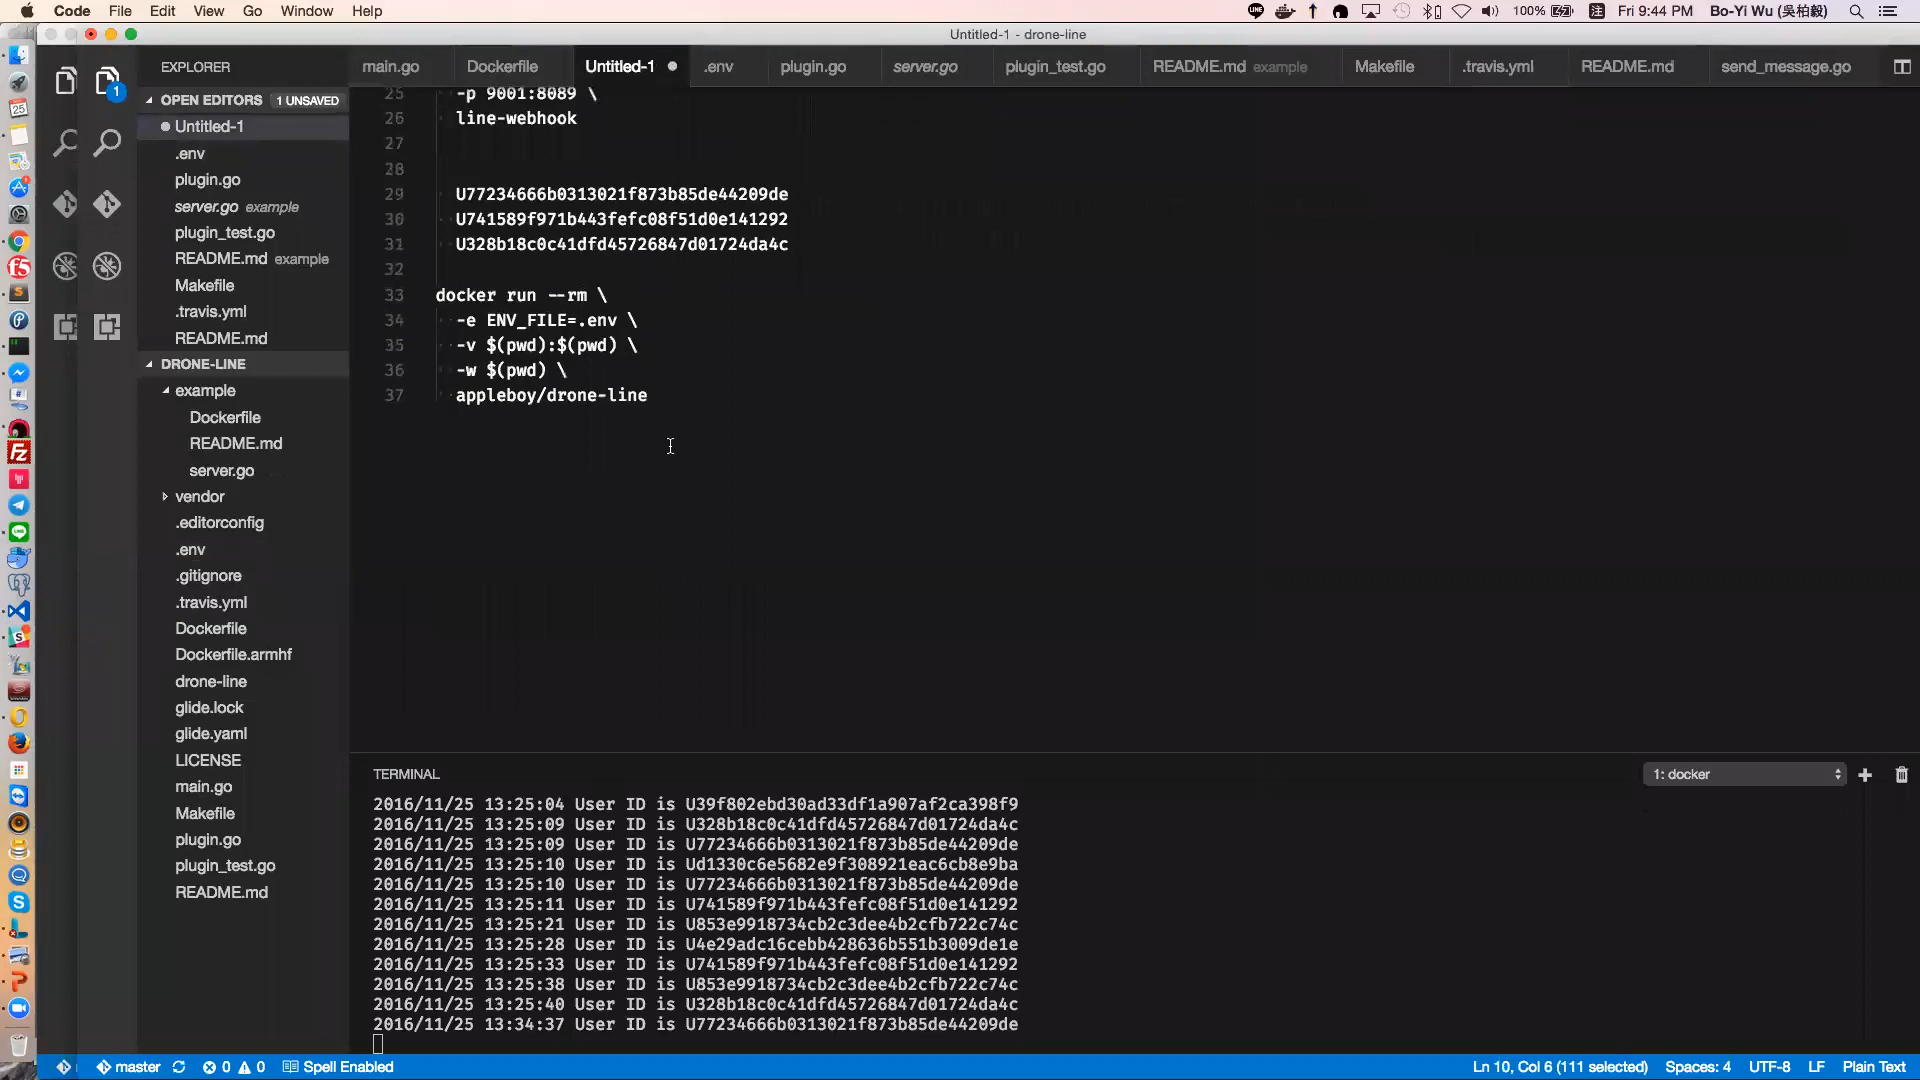 Code File Edit View Go Window Help
100% Fri 9:44 PM Bo-Yi Wu (吳柏毅)
Untitled-1 - drone-line
EXPLORER
main.go Dockerfile Untitled-1 .env plugin.go server.go plugin_test.go README.md example Makefile .travis.yml README.md send_message.go
OPEN EDITORS 1 UNSAVED
Untitled-1
.env
plugin.go
server.go example
plugin_test.go
README.md example
Makefile
.travis.yml
README.md
DRONE-LINE
example
Dockerfile
README.md
server.go
vendor
.editorconfig
.env
.gitignore
.travis.yml
Dockerfile
Dockerfile.armhf
drone-line
glide.lock
glide.yaml
LICENSE
main.go
Makefile
plugin.go
plugin_test.go
README.md
25 -p 9001:8089 \
26 line-webhook
27
28
29 U77234666b0313021f873b85de44209de
30 U741589f971b443fefc08f51d0e141292
31 U328b18c0c41dfd45726847d01724da4c
32
33 docker run --rm \
34 -e ENV_FILE=.env \
35 -v $(pwd):$(pwd) \
36 -w $(pwd) \
37 appleboy/drone-line
TERMINAL
1: docker
2016/11/25 13:25:04 User ID is U39f802ebd30ad33df1a907af2ca398f9
2016/11/25 13:25:09 User ID is U328b18c0c41dfd45726847d01724da4c
2016/11/25 13:25:09 User ID is U77234666b0313021f873b85de44209de
2016/11/25 13:25:10 User ID is Ud1330c6e5682e9f308921eac6cb8e9ba
2016/11/25 13:25:10 User ID is U77234666b0313021f873b85de44209de
2016/11/25 13:25:11 User ID is U741589f971b443fefc08f51d0e141292
2016/11/25 13:25:21 User ID is U853e9918734cb2c3dee4b2cfb722c74c
2016/11/25 13:25:28 User ID is U4e29adc16cebb428636b551b3009de1e
2016/11/25 13:25:33 User ID is U741589f971b443fefc08f51d0e141292
2016/11/25 13:25:38 User ID is U853e9918734cb2c3dee4b2cfb722c74c
2016/11/25 13:25:40 User ID is U328b18c0c41dfd45726847d01724da4c
2016/11/25 13:34:37 User ID is U77234666b0313021f873b85de44209de
master 0 0 Spell Enabled
Ln 10, Col 6 (111 selected) Spaces: 4 UTF-8 LF Plain Text